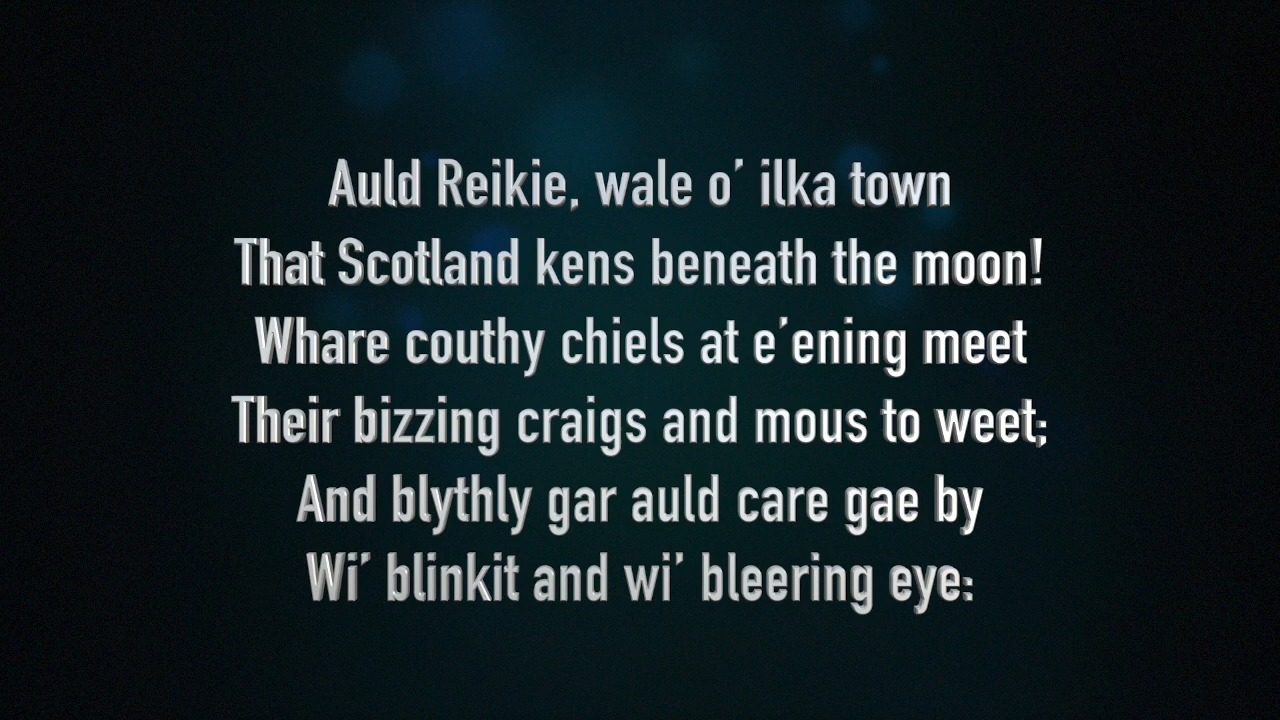 Auld Reikie, wale o’ ilka town
That Scotland kens beneath the moon!
Whare couthy chiels at e’ening meet
Their bizzing craigs and mous to weet;
And blythly gar auld care gae by
Wi’ blinkit and wi’ bleering eye: